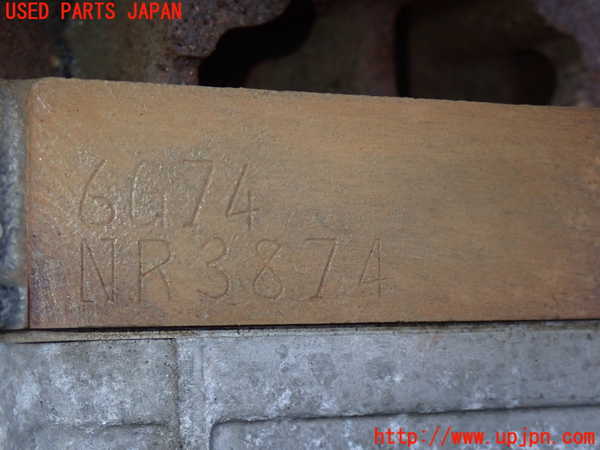 USED PARTS JAPAN
6G74
NR3874
http://www.upjpn.com/